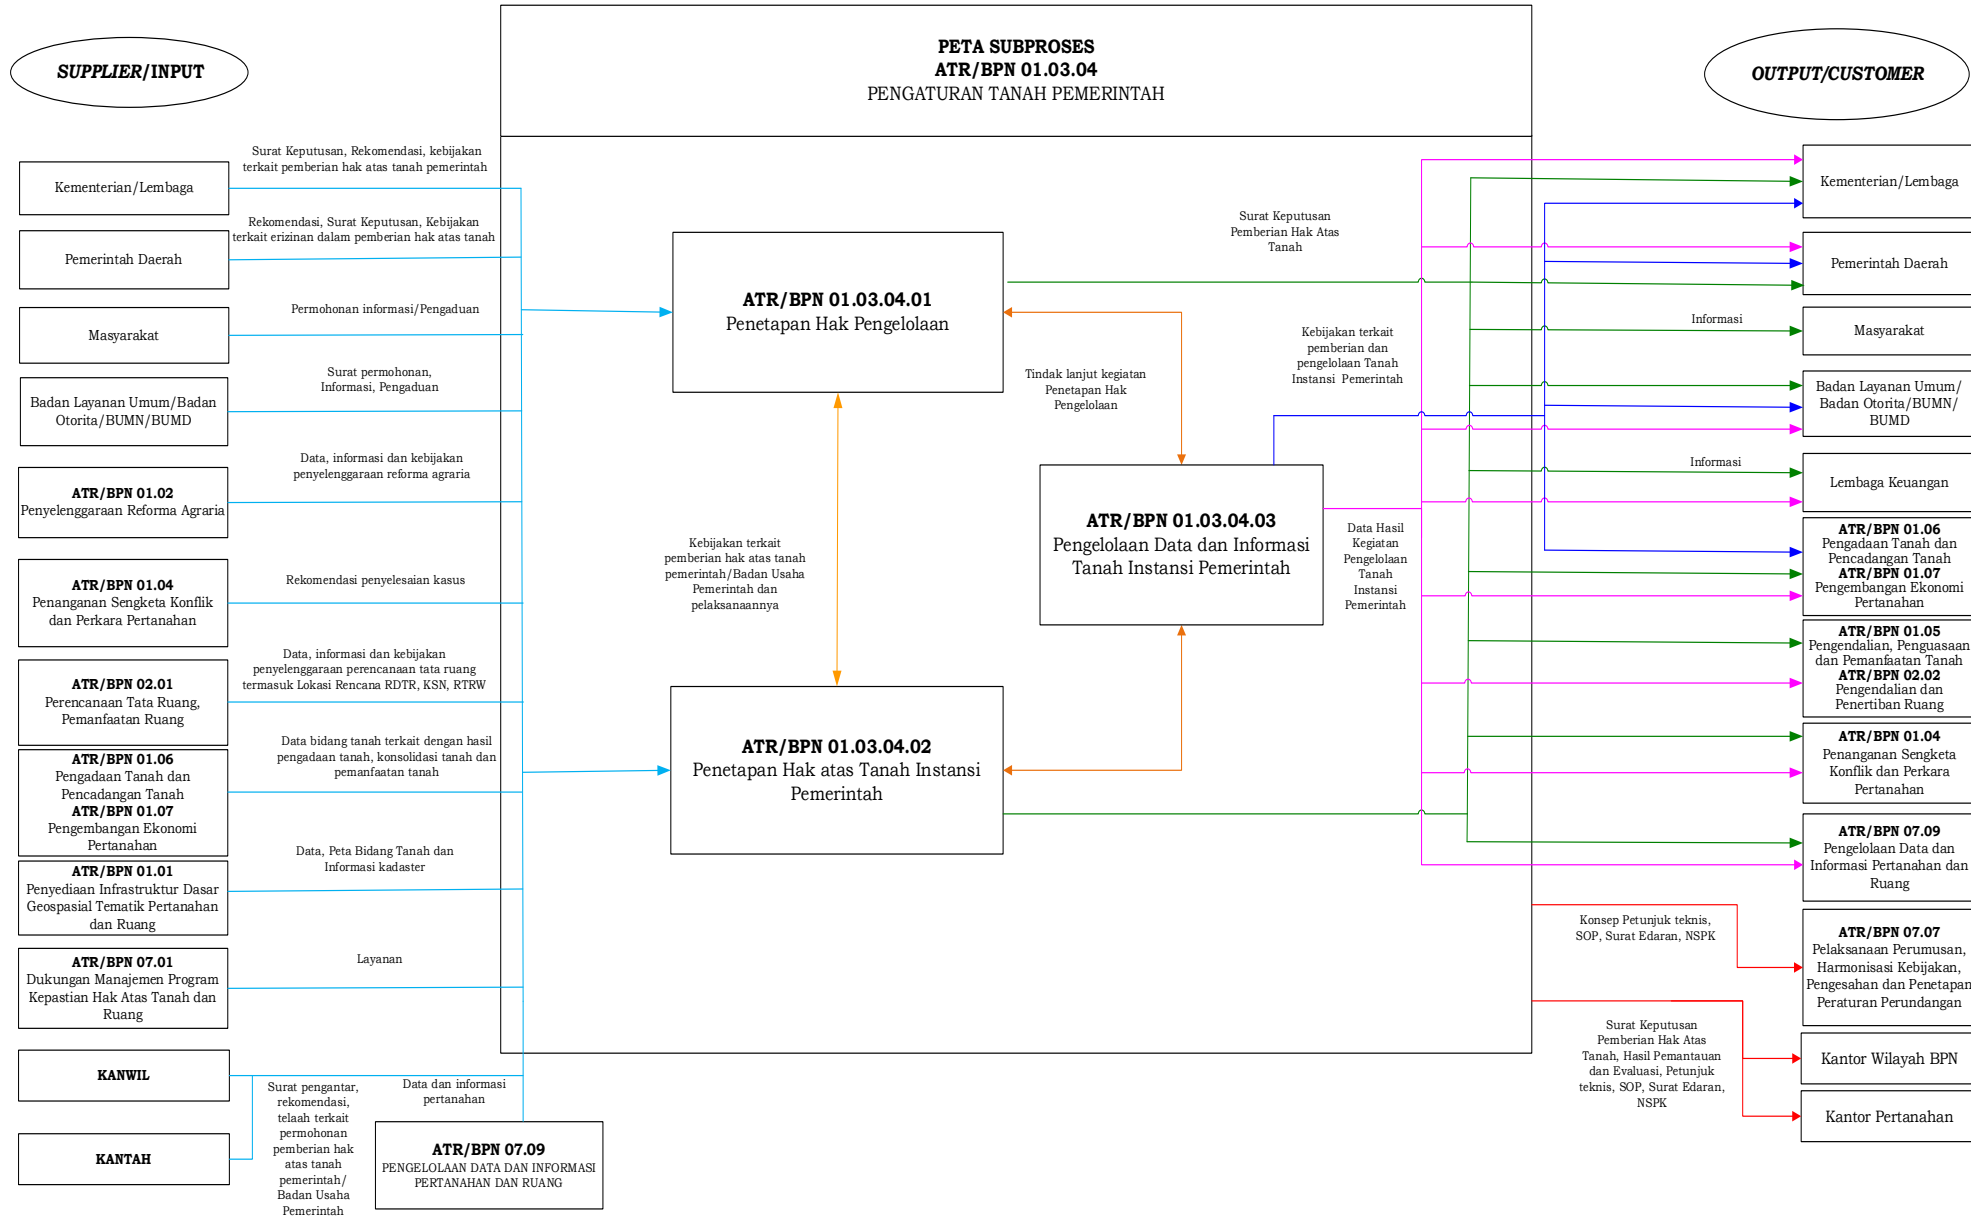 SUPPLIER/INPUT
PETA SUBPROSES
ATR/BPN 01.03.04
PENGATURAN TANAH PEMERINTAH
OUTPUT/CUSTOMER
Kementerian/Lembaga
Surat Keputusan, Rekomendasi, kebijakan
terkait pemberian hak atas tanah pemerintah
Pemerintah Daerah
Rekomendasi, Surat Keputusan, Kebijakan
terkait erizinan dalam pemberian hak atas tanah
Masyarakat
Permohonan informasi/Pengaduan
Badan Layanan Umum/Badan
Otorita/BUMN/BUMD
Surat permohonan,
Informasi, Pengaduan
ATR/BPN 01.02
Penyelenggaraan Reforma Agraria
Data, informasi dan kebijakan
penyelenggaraan reforma agraria
ATR/BPN 01.04
Penanganan Sengketa Konflik
dan Perkara Pertanahan
Rekomendasi penyelesaian kasus
ATR/BPN 02.01
Perencanaan Tata Ruang,
Pemanfaatan Ruang
Data, informasi dan kebijakan
penyelenggaraan perencanaan tata ruang
termasuk Lokasi Rencana RDTR, KSN, RTRW
ATR/BPN 01.06
Pengadaan Tanah dan
Pencadangan Tanah
ATR/BPN 01.07
Pengembangan Ekonomi
Pertanahan
Data bidang tanah terkait dengan hasil
pengadaan tanah, konsolidasi tanah dan
pemanfaatan tanah
ATR/BPN 01.01
Penyediaan Infrastruktur Dasar
Geospasial Tematik Pertanahan
dan Ruang
Data, Peta Bidang Tanah dan
Informasi kadaster
ATR/BPN 07.01
Dukungan Manajemen Program
Kepastian Hak Atas Tanah dan
Ruang
Layanan
KANWIL
KANTAH
Surat pengantar,
rekomendasi,
telaah terkait
permohonan
pemberian hak
atas tanah
pemerintah/
Badan Usaha
Pemerintah
Data dan informasi
pertanahan
ATR/BPN 07.09
PENGELOLAAN DATA DAN INFORMASI
PERTANAHAN DAN RUANG
ATR/BPN 01.03.04.01
Penetapan Hak Pengelolaan
Kebijakan terkait
pemberian hak atas tanah
pemerintah/Badan Usaha
Pemerintah dan
pelaksanaannya
ATR/BPN 01.03.04.02
Penetapan Hak atas Tanah Instansi
Pemerintah
Tindak lanjut kegiatan
Penetapan Hak
Pengelolaan
ATR/BPN 01.03.04.03
Pengelolaan Data dan Informasi
Tanah Instansi Pemerintah
Surat Keputusan
Pemberian Hak Atas
Tanah
Kebijakan terkait
pemberian dan
pengelolaan Tanah
Instansi Pemerintah
Data Hasil
Kegiatan
Pengelolaan
Tanah
Instansi
Pemerintah
Kementerian/Lembaga
Pemerintah Daerah
Informasi
Masyarakat
Badan Layanan Umum/
Badan Otorita/BUMN/
BUMD
Informasi
Lembaga Keuangan
ATR/BPN 01.06
Pengadaan Tanah dan
Pencadangan Tanah
ATR/BPN 01.07
Pengembangan Ekonomi
Pertanahan
ATR/BPN 01.05
Pengendalian, Penguasaan
dan Pemanfaatan Tanah
ATR/BPN 02.02
Pengendalian dan
Penertiban Ruang
ATR/BPN 01.04
Penanganan Sengketa
Konflik dan Perkara
Pertanahan
ATR/BPN 07.09
Pengelolaan Data dan
Informasi Pertanahan dan
Ruang
Konsep Petunjuk teknis,
SOP, Surat Edaran, NSPK
ATR/BPN 07.07
Pelaksanaan Perumusan,
Harmonisasi Kebijakan,
Pengesahan dan Penetapan
Peraturan Perundangan
Surat Keputusan
Pemberian Hak Atas
Tanah, Hasil Pemantauan
dan Evaluasi, Petunjuk
teknis, SOP, Surat Edaran,
NSPK
Kantor Wilayah BPN
Kantor Pertanahan